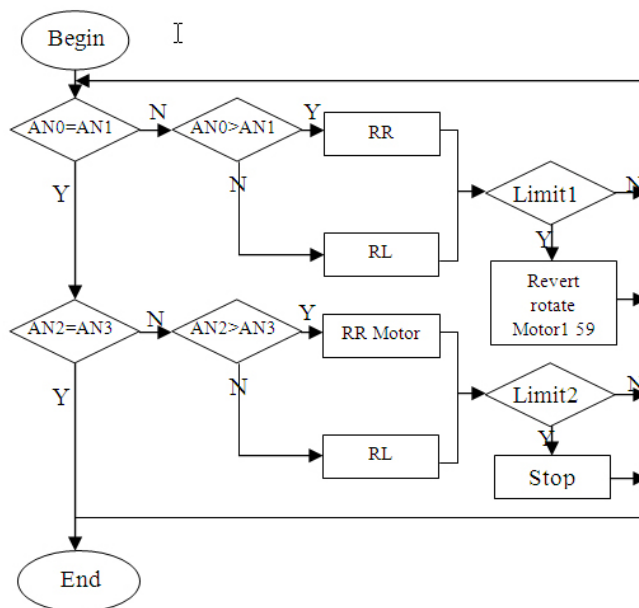 Begin
AN0=AN1
N
AN0>AN1
Y
RR
Y
N
Limit1
N
RL
Y
Revert
rotate
Motor1 59
AN2=AN3
N
AN2>AN3
Y
RR Motor
Y
N
Limit2
N
Y
RL
Stop
End